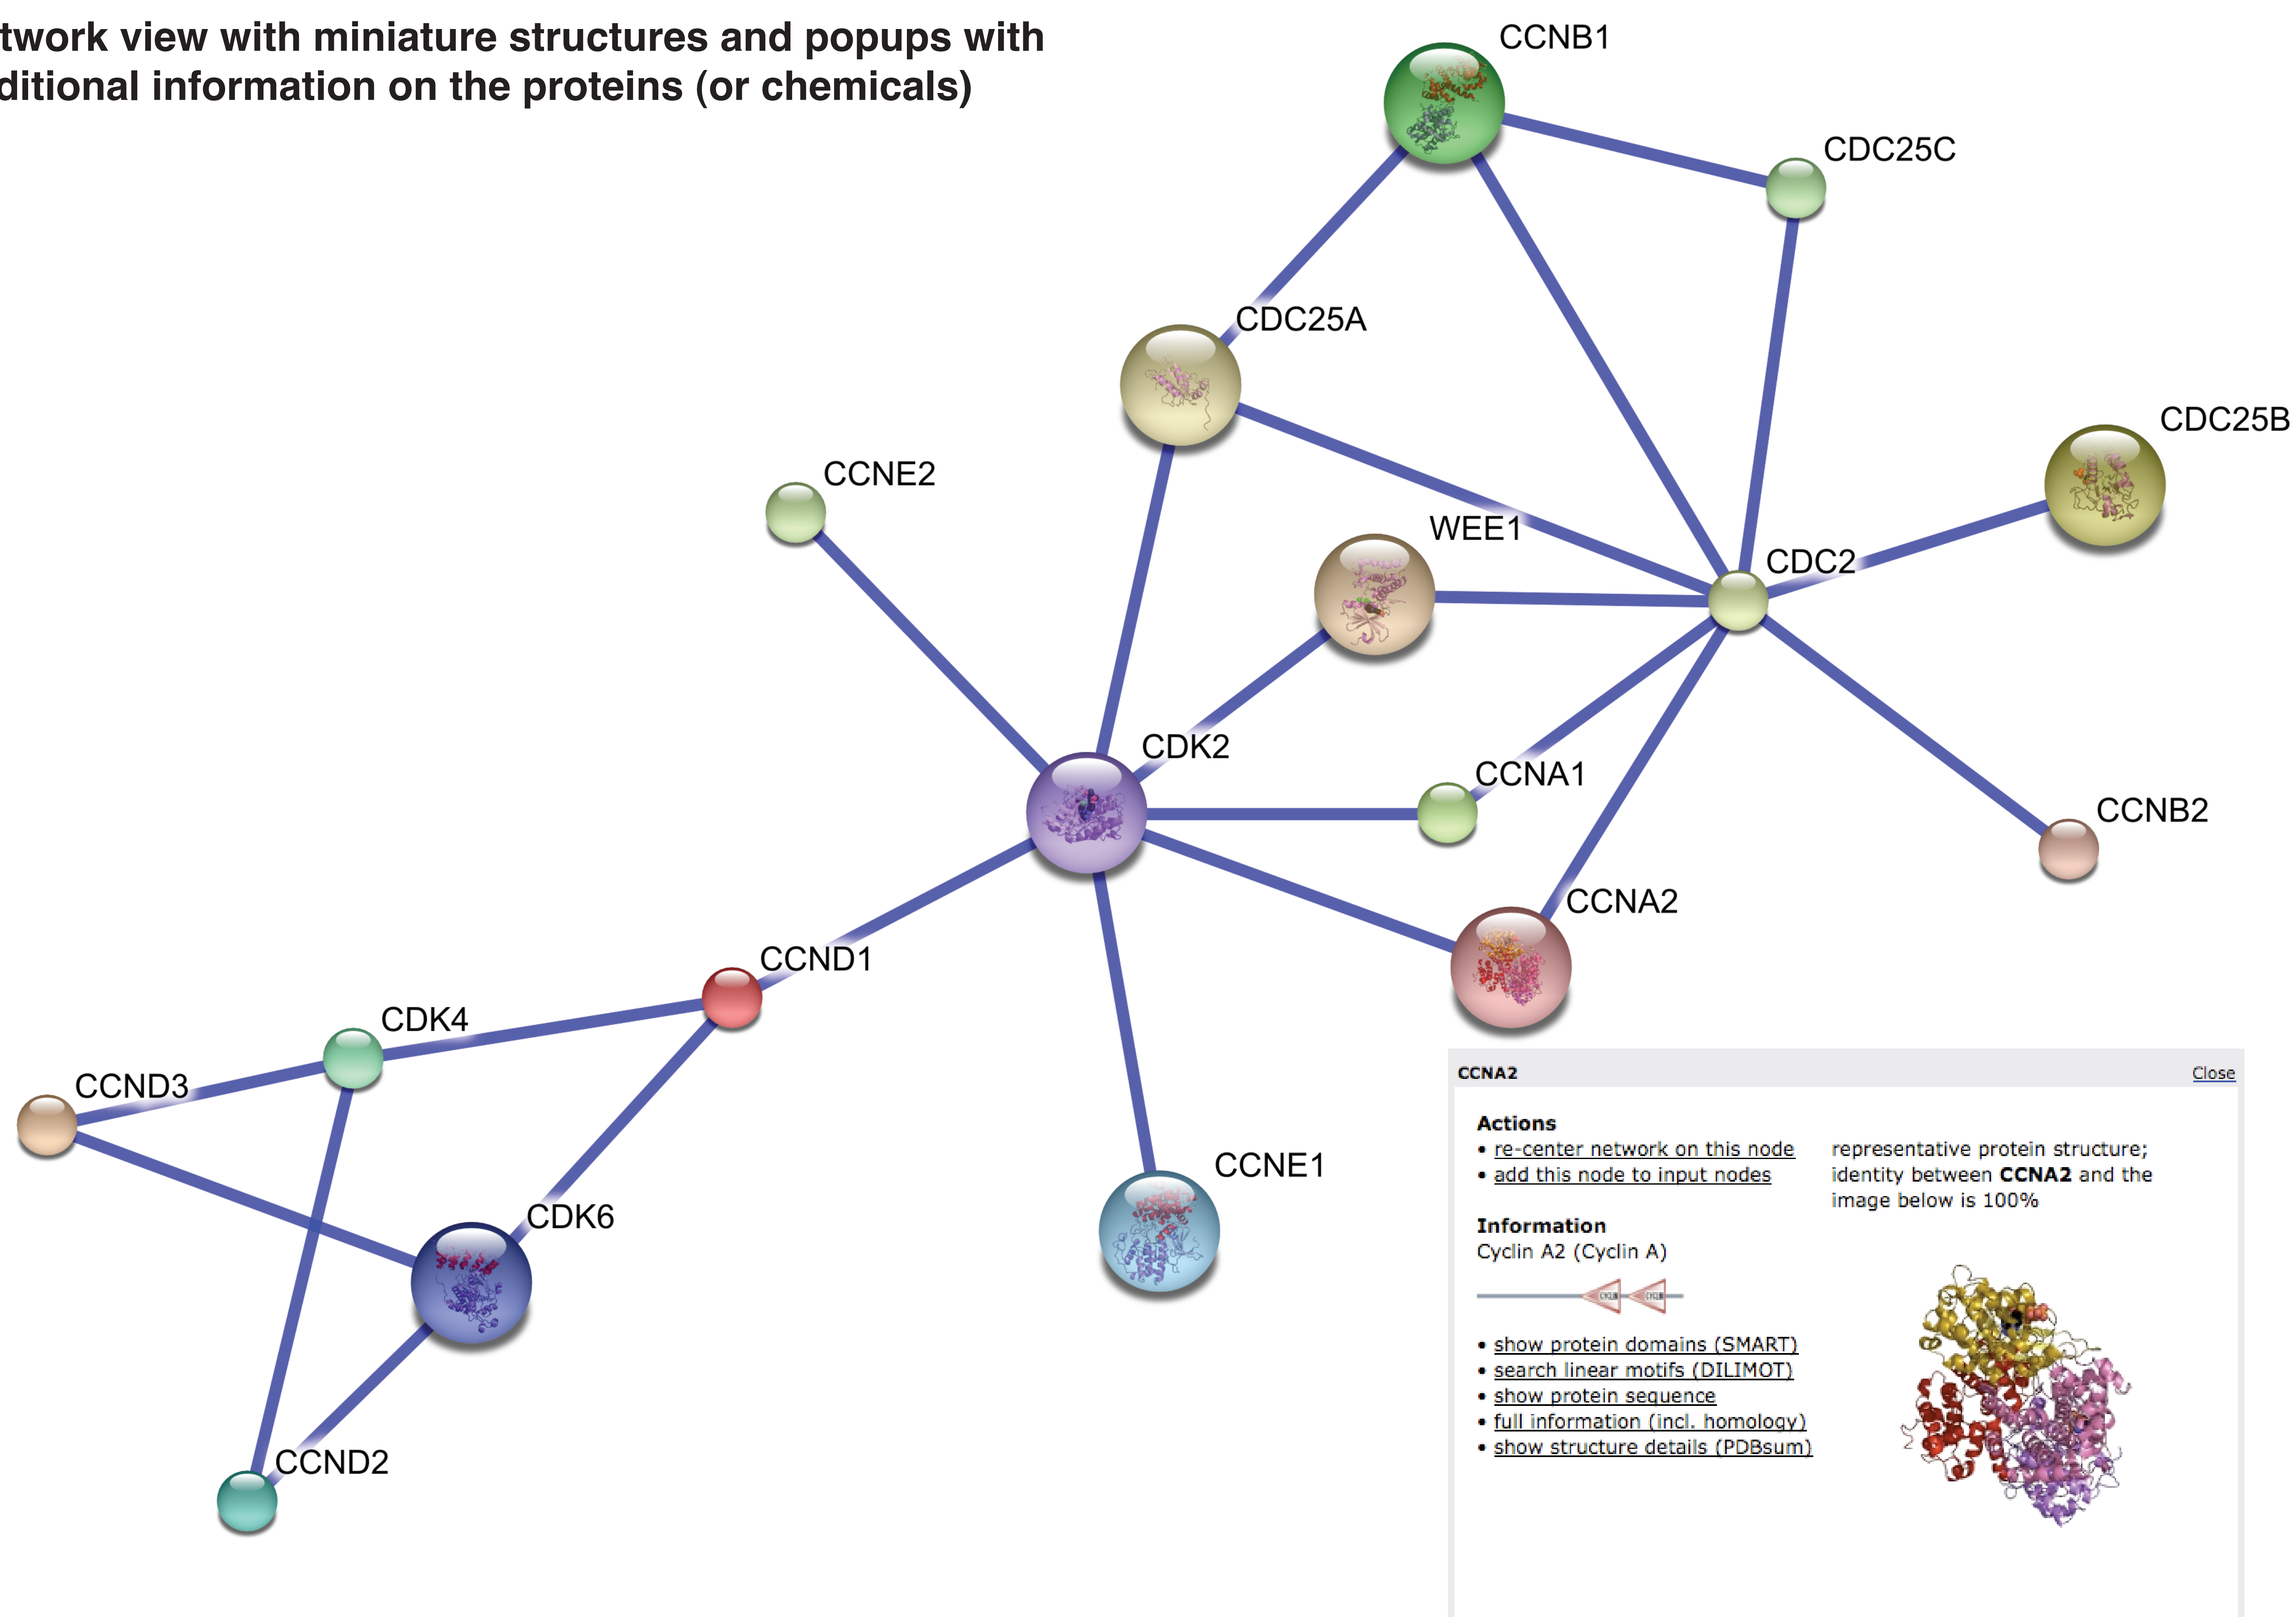 twork view with miniature structures and popups with
ditional information on the proteins (or chemicals)
CCNB1
CDC25C
CDC25A
CDC25B
CCNE2
WEE1
CDC2
CDK2
CCNA1
CCNB2
CCNA2
CCND1
CDK4
CCND3
CCNE1
CDK6
CCND2
CCNA2
Close
Actions
• re-center network on this node
• add this node to input nodes
representative protein structure;
identity between CCNA2 and the
image below is 100%
Information
Cyclin A2 (Cyclin A)
CYCLIN CYCLIN
• show protein domains (SMART)
• search linear motifs (DILIMOT)
• show protein sequence
• full information (incl. homology)
• show structure details (PDBsum)